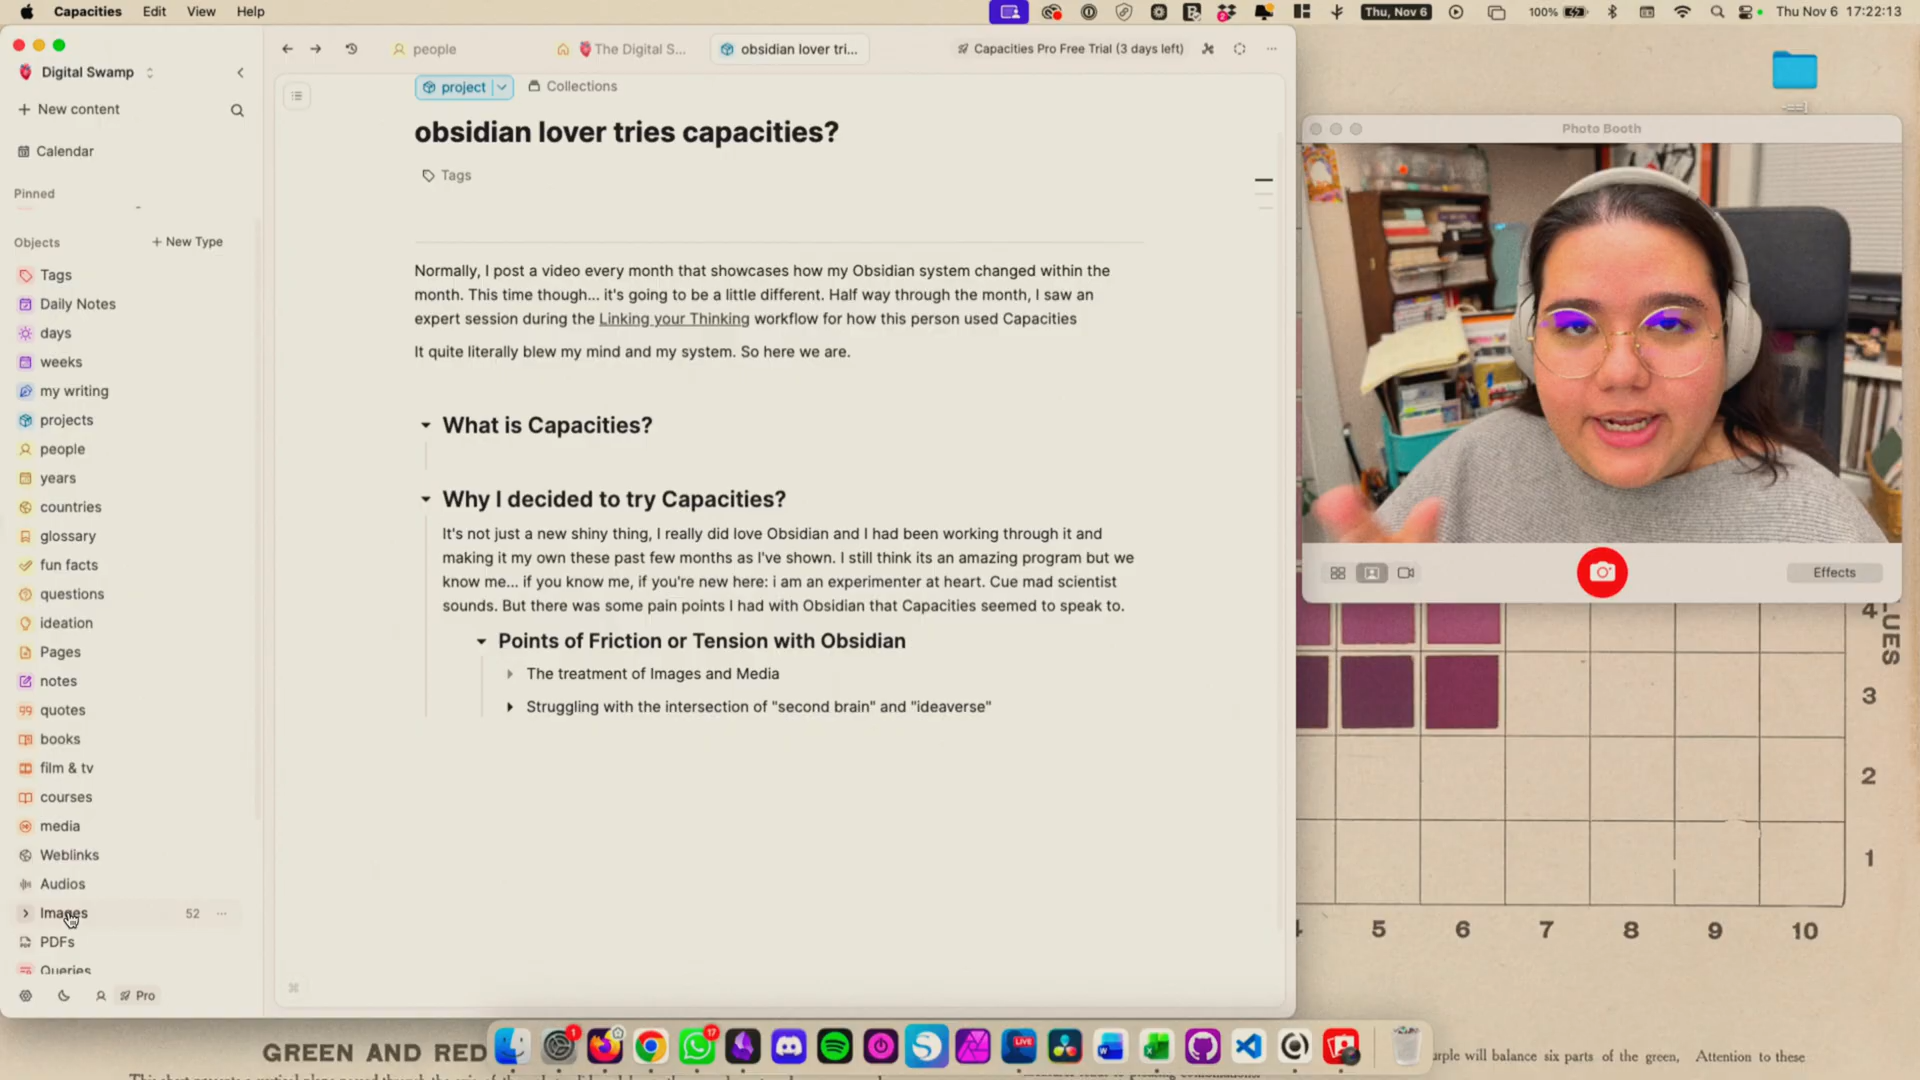 Capacities Edit View Help
Thu, Nov 6
100%
Thu Nov 6 17:22:13
Digital Swamp
New content
Calendar
Pinned
Objects
New Type
Tags
Daily Notes
days
weeks
my writing
projects
people
years
countries
glossary
fun facts
questions
ideation
Pages
notes
quotes
books
film & tv
courses
media
Weblinks
Audios
Images 52
PDFs
Queries
Pro
people
The Digital S...
obsidian lover tri...
Capacities Pro Free Trial (3 days left)
project
Collections
obsidian lover tries capacities?
Tags
Normally, I post a video every month that showcases how my Obsidian system changed within the
month. This time though... it's going to be a little different. Half way through the month, I saw an
expert session during the Linking your Thinking workflow for how this person used Capacities
It quite literally blew my mind and my system. So here we are.
What is Capacities?
Why I decided to try Capacities?
It's not just a new shiny thing, I really did love Obsidian and I had been working through it and
making it my own these past few months as I've shown. I still think its an amazing program but we
know me... if you know me, if you're new here: i am an experimenter at heart. Cue mad scientist
sounds. But there was some pain points I had with Obsidian that Capacities seemed to speak to.
Points of Friction or Tension with Obsidian
The treatment of Images and Media
Struggling with the intersection of "second brain" and "ideaverse"
Photo Booth
Effects
4
3
2
1
5 6 7 8 9 10
GREEN AND RED
1
17
LIVE
urple will balance six parts of the green, Attention to these